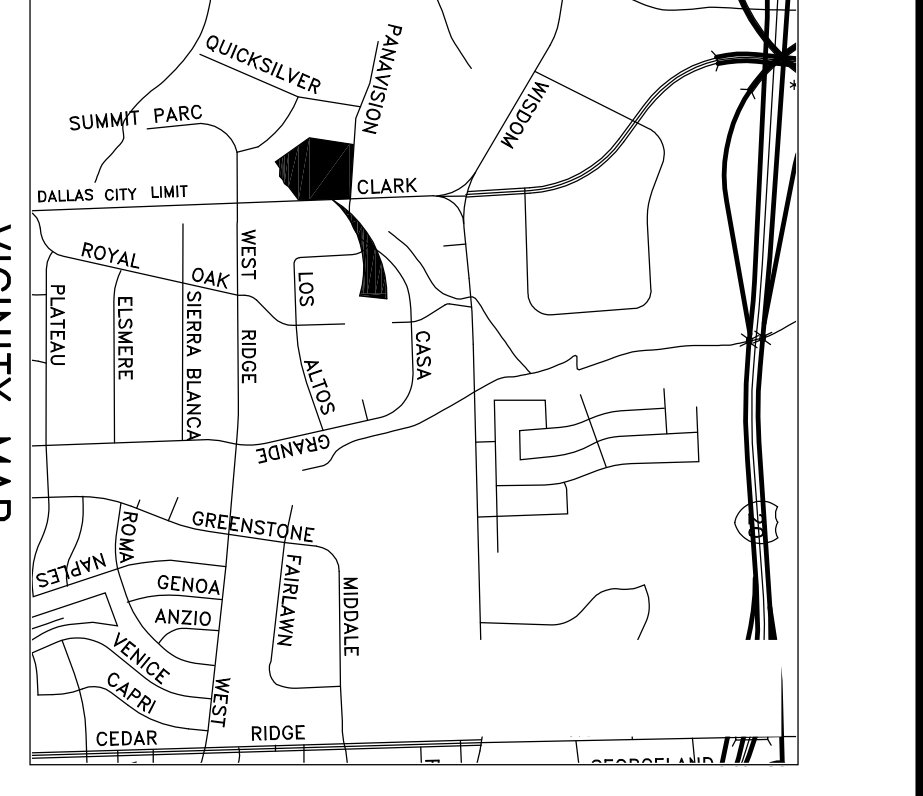 QUICKSILVER
PANAVISION
WISDOM
SUMMIT PARC
CLARK
DALLAS CITY LIMIT
VICINITY MAP
ROYAL OAK
WEST RIDGE
LOS ALTOS
PLATEAU
ELSMERE
SIERRA BLANCA
CASA GRANDE
20
GREENSTONE
ROMA
NAPLES
GENOA
ANZIO
FAIRLAWN
MIDDALE
VENICE
CAPRI
WEST
CEDAR RIDGE